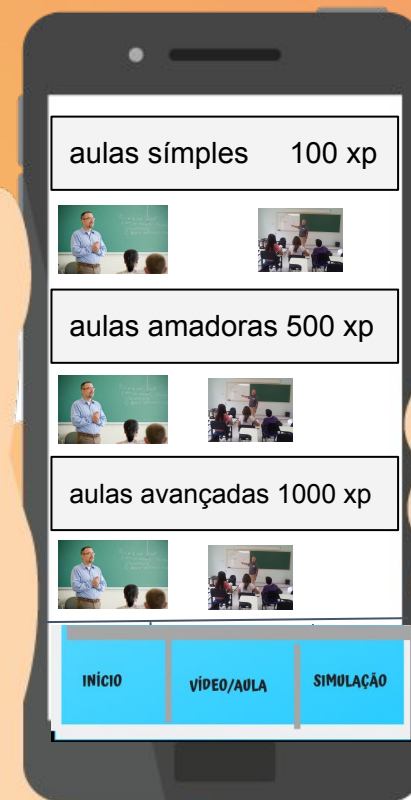 aulas símples 100 xp
aulas amadoras 500 xp
aulas avançadas 1000 xp
INÍCIO
VÍDEO/AULA
SIMULAÇÃO